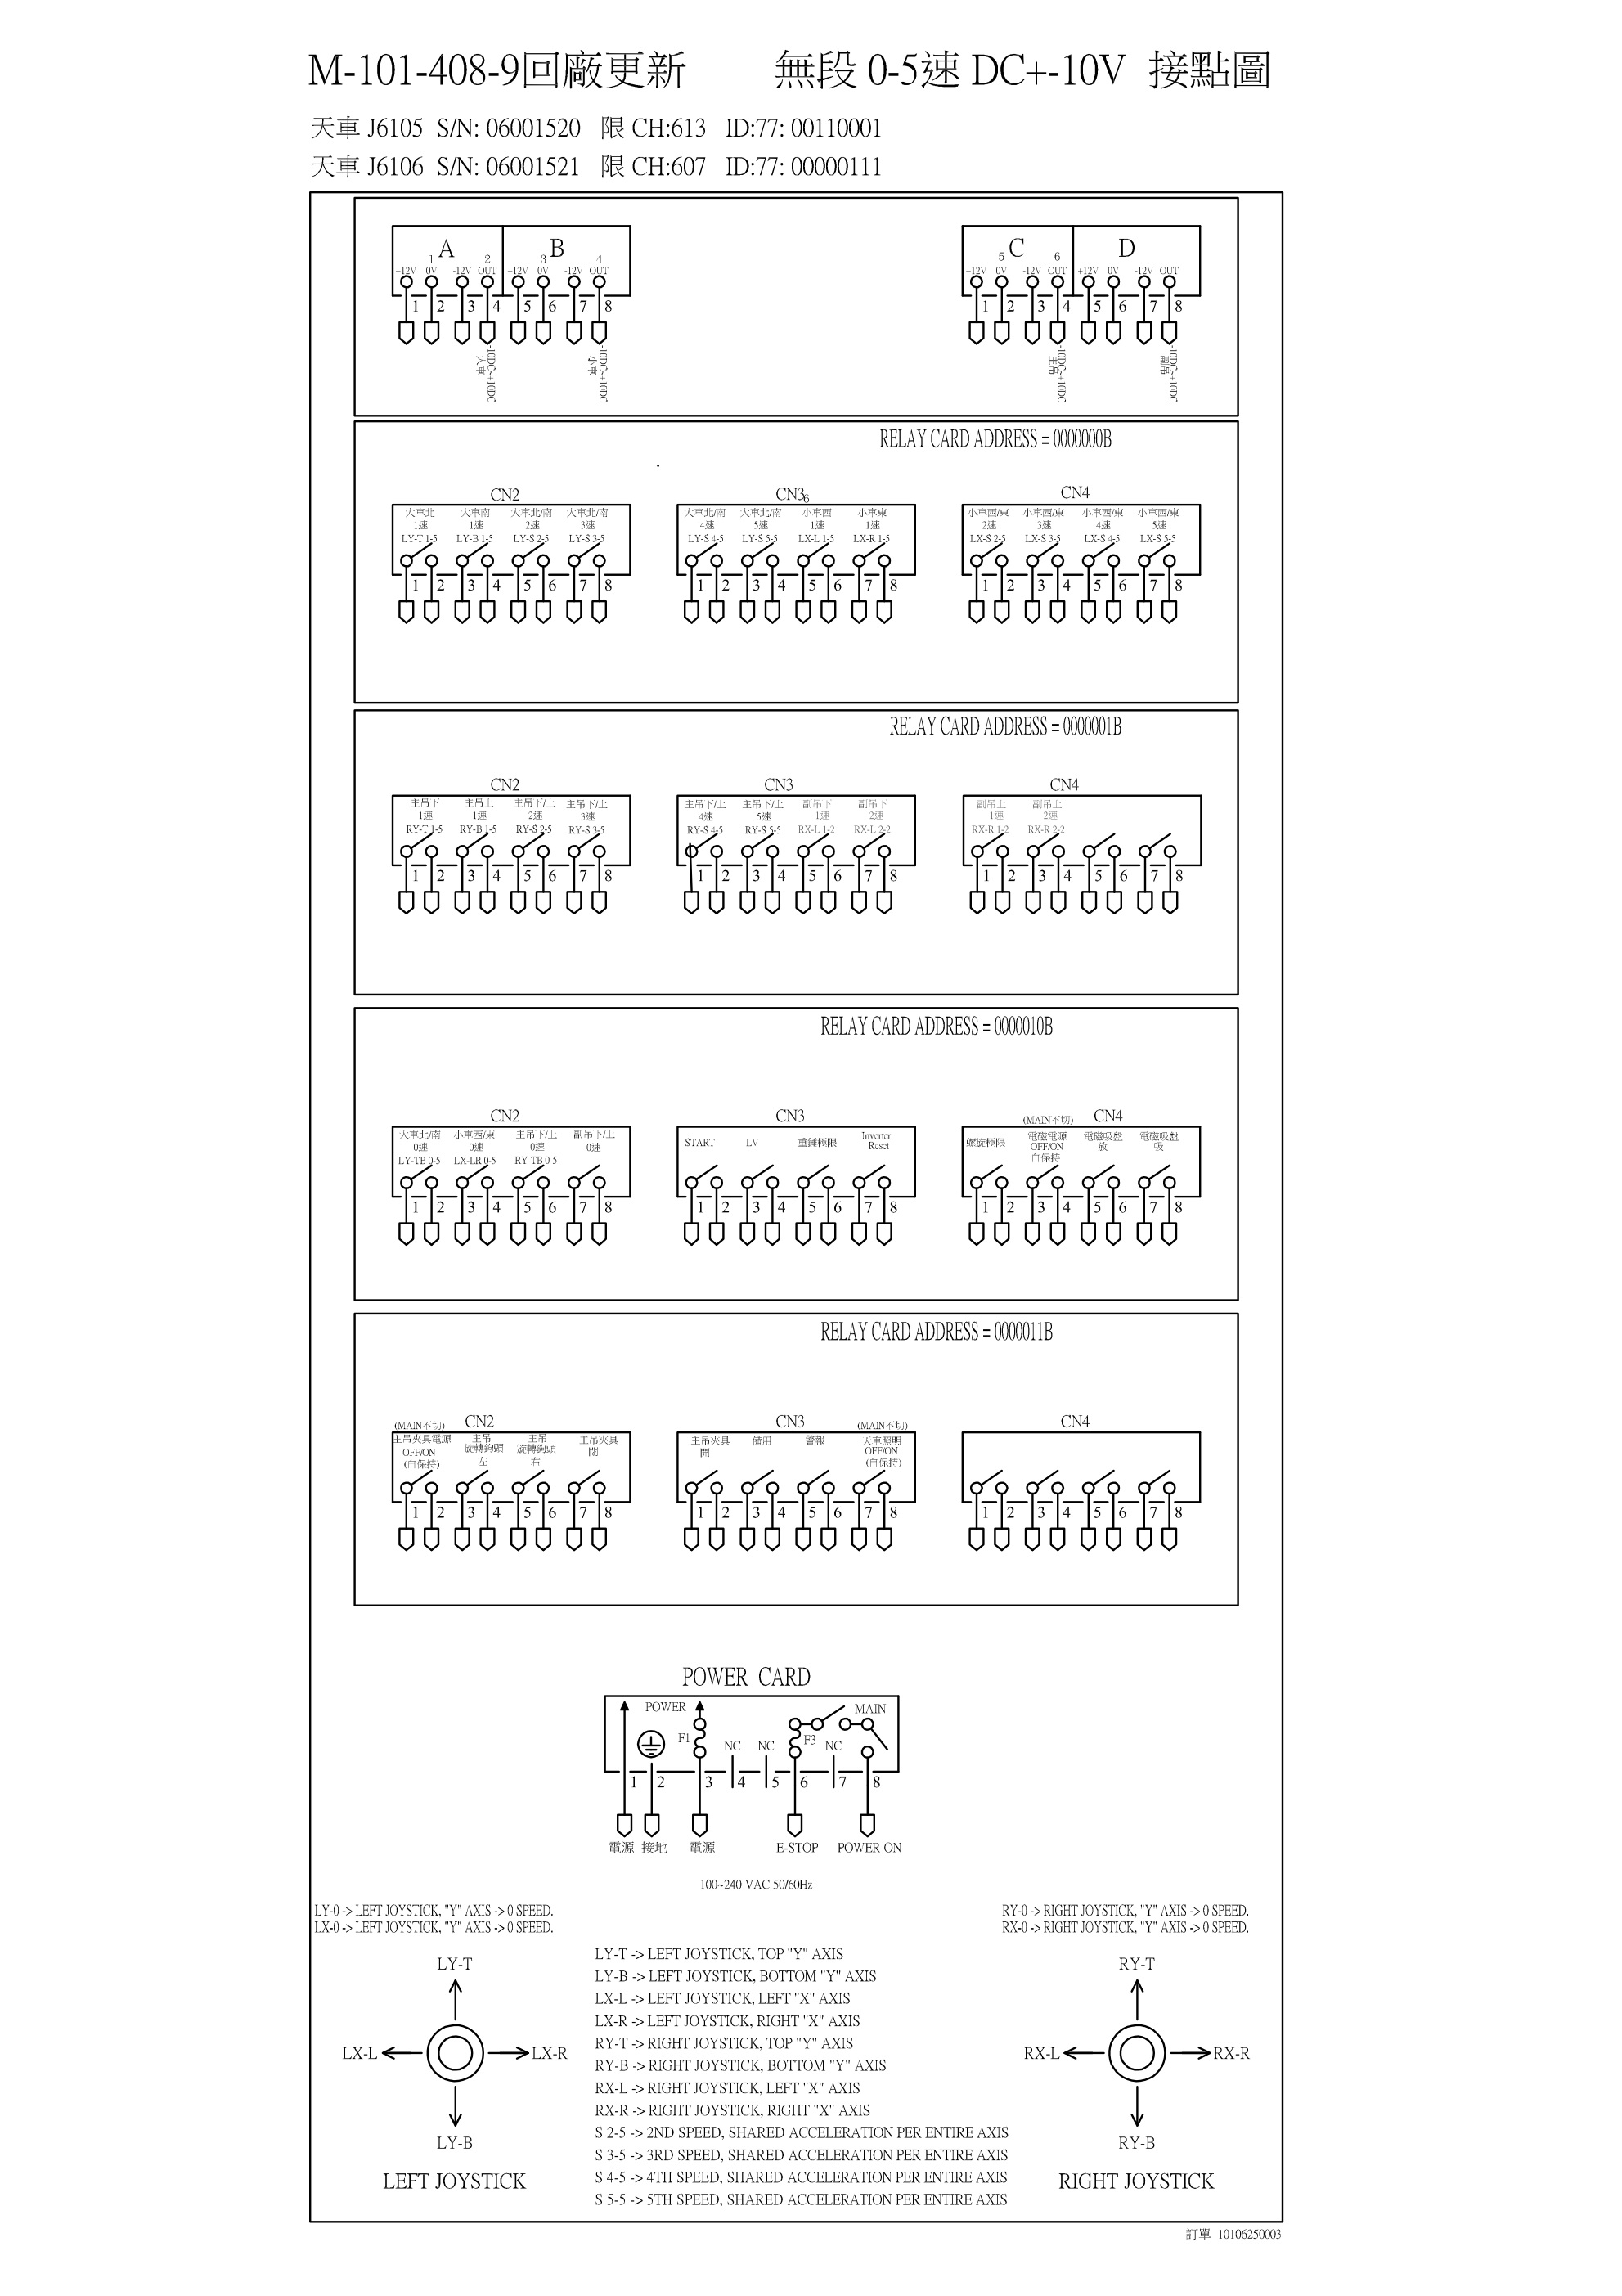 M-101-408-9回廠更新 無段 0-5速 DC+-10V 接點圖
天車 J6105 S/N: 06001520 限 CH:613 ID:77: 00110001
天車 J6106 S/N: 06001521 限 CH:607 ID:77: 00000111
A B C D
1 2 3 4 5 6
+12V 0V -12V OUT +12V 0V -12V OUT +12V 0V -12V OUT +12V 0V -12V OUT
1 2 3 4 5 6 7 8 1 2 3 4 5 6 7 8
-10DC~+10DC 大車
-10DC~+10DC 小車
-10DC~+10DC 主吊
-10DC~+10DC 副吊
RELAY CARD ADDRESS = 0000000B
CN2 CN3 6 CN4
大車北 大車南 大車北/南 大車北/南 大車北/南 大車北/南 小車西 小車東 小車西/東 小車西/東 小車西/東 小車西/東
1速 1速 2速 3速 4速 5速 1速 1速 2速 3速 4速 5速
LY-T 1-5 LY-B 1-5 LY-S 2-5 LY-S 3-5 LY-S 4-5 LY-S 5-5 LX-L 1-5 LX-R 1-5 LX-S 2-5 LX-S 3-5 LX-S 4-5 LX-S 5-5
1 2 3 4 5 6 7 8 1 2 3 4 5 6 7 8 1 2 3 4 5 6 7 8
RELAY CARD ADDRESS = 0000001B
CN2 CN3 CN4
主吊下 主吊上 主吊下/上 主吊下/上 主吊下/上 主吊下/上 副吊下 副吊下 副吊上 副吊上
1速 1速 2速 3速 4速 5速 1速 2速 1速 2速
RY-T 1-5 RY-B 1-5 RY-S 2-5 RY-S 3-5 RY-S 4-5 RY-S 5-5 RX-L 1-2 RX-L 2-2 RX-R 1-2 RX-R 2-2
1 2 3 4 5 6 7 8 1 2 3 4 5 6 7 8 1 2 3 4 5 6 7 8
RELAY CARD ADDRESS = 0000010B
CN2 CN3 (MAIN不切) CN4
大車北/南 小車西/東 主吊下/上 副吊下/上 START LV 重錘極限 Inverter 螺旋極限 電磁電源 電磁吸盤 電磁吸盤
0速 0速 0速 0速 Reset OFF/ON 放 吸
LY-TB 0-5 LX-LR 0-5 RY-TB 0-5 自保持
1 2 3 4 5 6 7 8 1 2 3 4 5 6 7 8 1 2 3 4 5 6 7 8
RELAY CARD ADDRESS = 0000011B
(MAIN不切) CN2 CN3 (MAIN不切) CN4
主吊夾具電源 主吊 主吊 主吊夾具 主吊夾具 備用 警報 天車照明
OFF/ON 旋轉鉤頭 旋轉鉤頭 閉 開 OFF/ON
(自保持) 左 右 (自保持)
1 2 3 4 5 6 7 8 1 2 3 4 5 6 7 8 1 2 3 4 5 6 7 8
POWER CARD
POWER MAIN
F1 NC NC F3 NC
1 2 3 4 5 6 7 8
電源 接地 電源 E-STOP POWER ON
100~240 VAC 50/60Hz
LY-0 -> LEFT JOYSTICK, "Y" AXIS -> 0 SPEED.
LX-0 -> LEFT JOYSTICK, "Y" AXIS -> 0 SPEED.
RY-0 -> RIGHT JOYSTICK, "Y" AXIS -> 0 SPEED.
RX-0 -> RIGHT JOYSTICK, "Y" AXIS -> 0 SPEED.
LY-T
LX-L LX-R
LY-B
LEFT JOYSTICK
LY-T -> LEFT JOYSTICK, TOP "Y" AXIS
LY-B -> LEFT JOYSTICK, BOTTOM "Y" AXIS
LX-L -> LEFT JOYSTICK, LEFT "X" AXIS
LX-R -> LEFT JOYSTICK, RIGHT "X" AXIS
RY-T -> RIGHT JOYSTICK, TOP "Y" AXIS
RY-B -> RIGHT JOYSTICK, BOTTOM "Y" AXIS
RX-L -> RIGHT JOYSTICK, LEFT "X" AXIS
RX-R -> RIGHT JOYSTICK, RIGHT "X" AXIS
S 2-5 -> 2ND SPEED, SHARED ACCELERATION PER ENTIRE AXIS
S 3-5 -> 3RD SPEED, SHARED ACCELERATION PER ENTIRE AXIS
S 4-5 -> 4TH SPEED, SHARED ACCELERATION PER ENTIRE AXIS
S 5-5 -> 5TH SPEED, SHARED ACCELERATION PER ENTIRE AXIS
RY-T
RX-L RX-R
RY-B
RIGHT JOYSTICK
訂單 10106250003